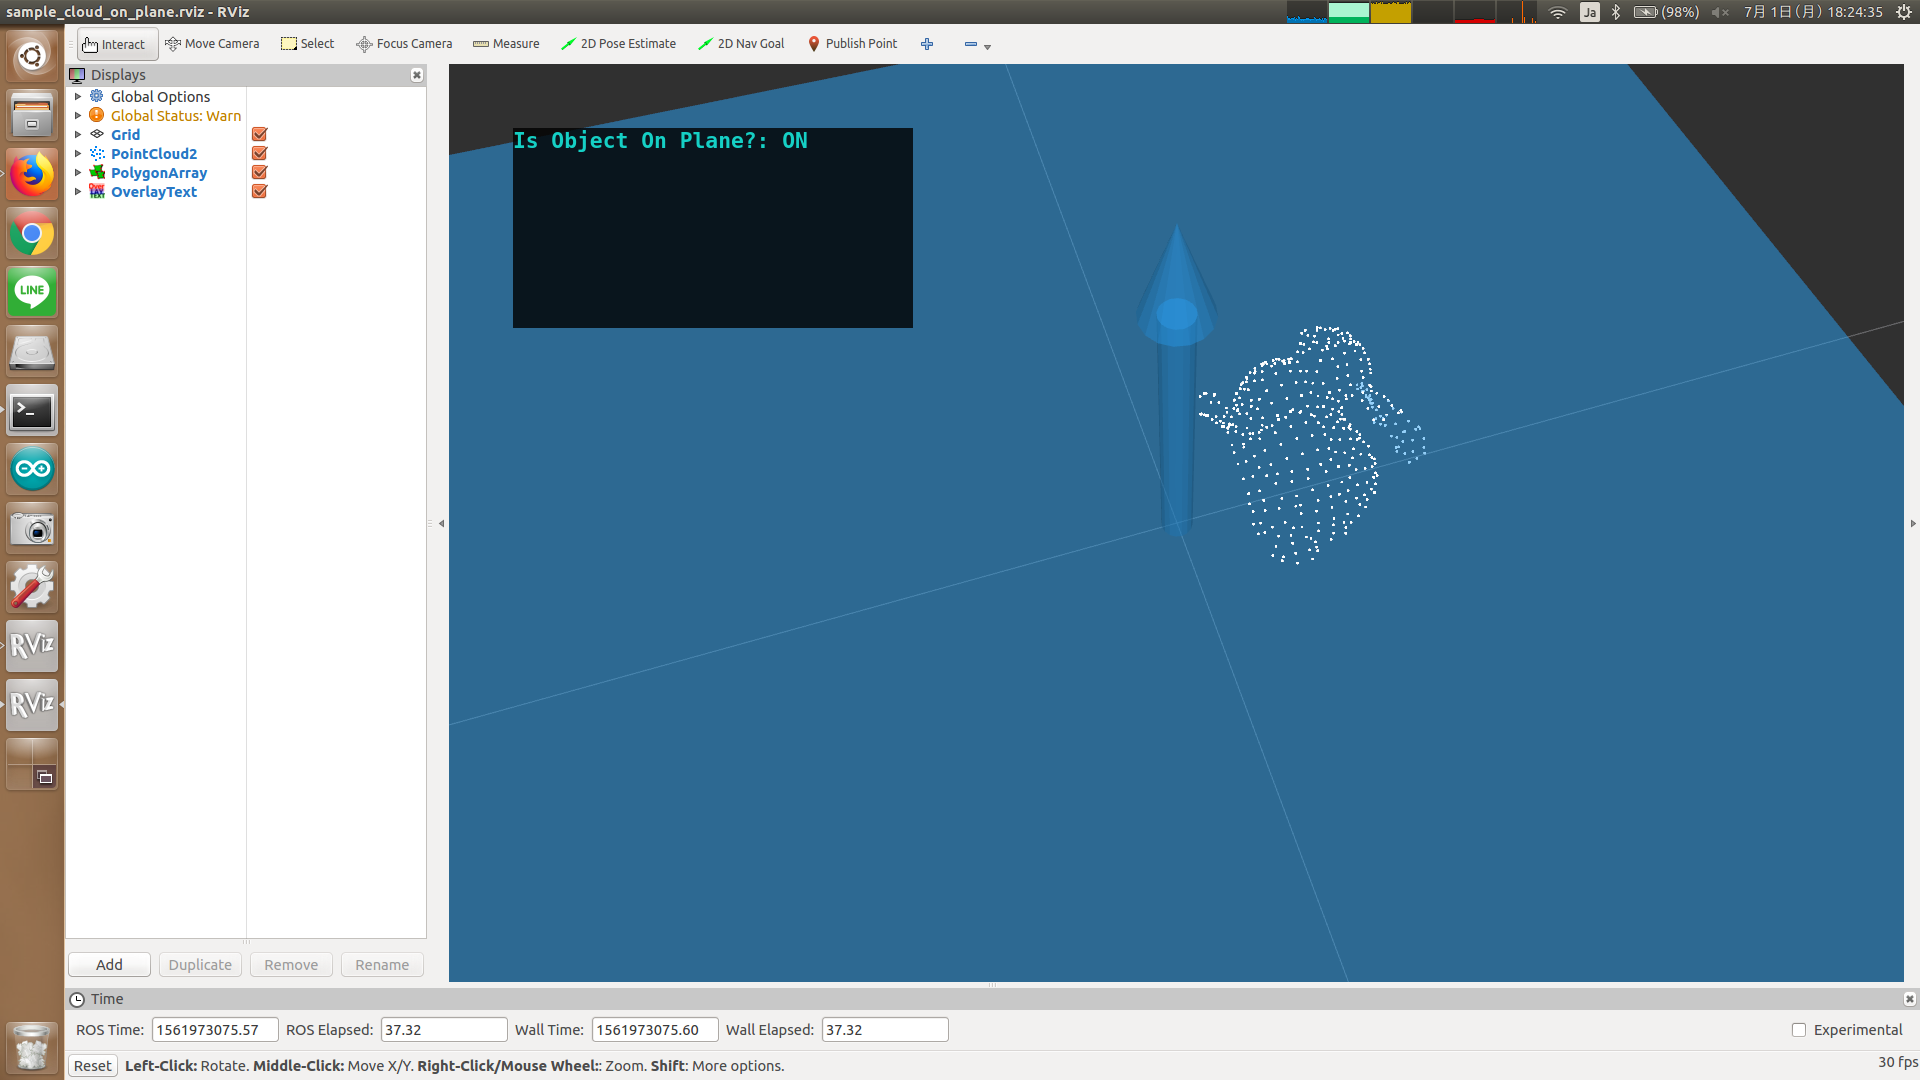 sample_cloud_on_plane.rviz - RViz
Ja
(98%)
7月 1日(月) 18:24:35
Interact
Move Camera
Select
Focus Camera
Measure
2D Pose Estimate
2D Nav Goal
Publish Point
Displays
Global Options
Global Status: Warn
Grid
PointCloud2
PolygonArray
OverlayText
Is Object On Plane?: ON
LINE
RViz
RViz
Add
Duplicate
Remove
Rename
Time
ROS Time: 1561973075.57 ROS Elapsed: 37.32 Wall Time: 1561973075.60 Wall Elapsed: 37.32
Experimental
Reset
Left-Click: Rotate. Middle-Click: Move X/Y. Right-Click/Mouse Wheel:: Zoom. Shift: More options.
30 fps